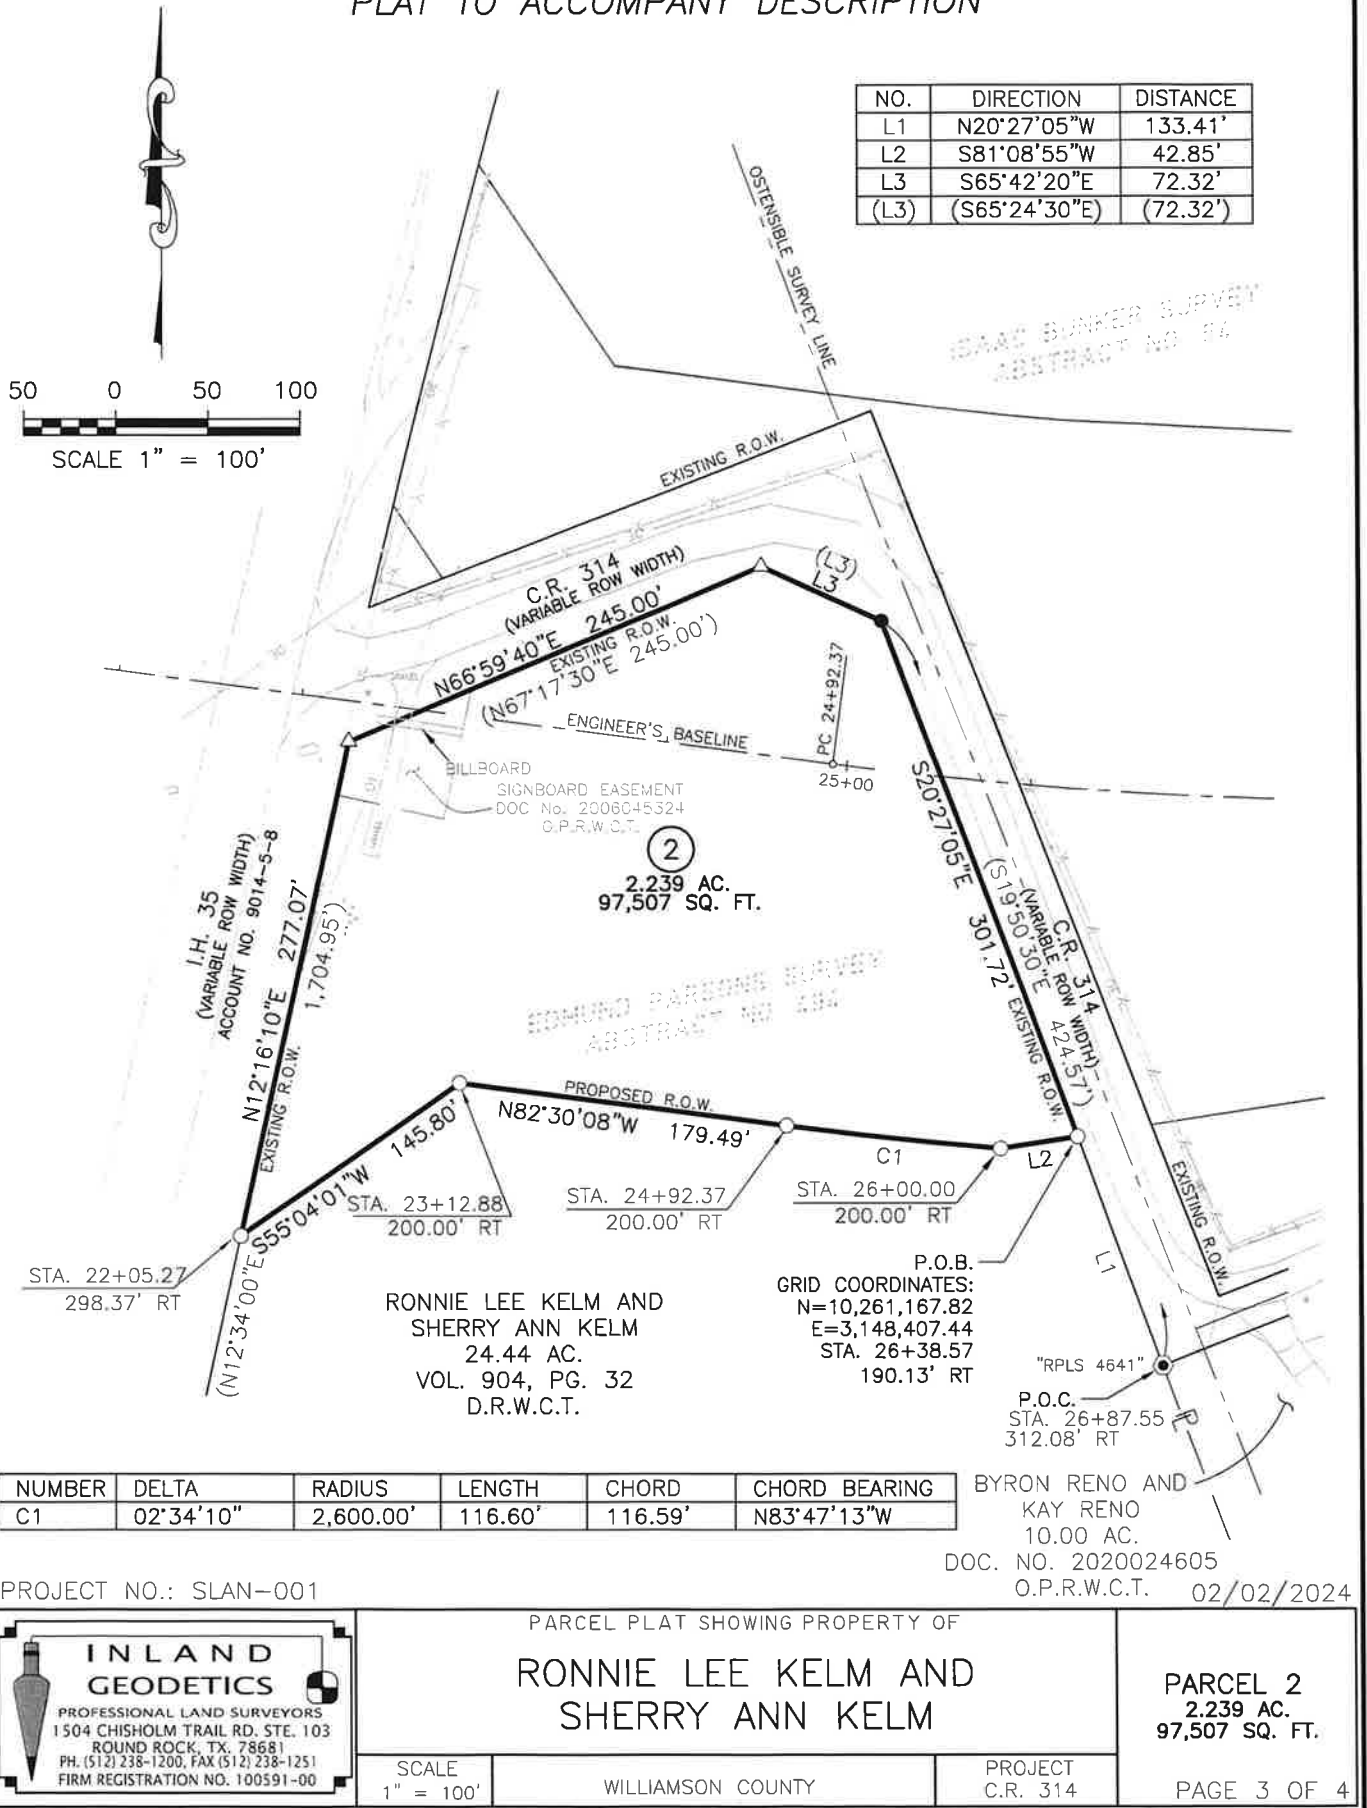 PLAT TO ACCOMPANY DESCRIPTION
NO. DIRECTION DISTANCE
L1 N20°27'05"W 133.41'
L2 S81°08'55"W 42.85'
L3 S65°42'20"E 72.32'
(L3) (S65°24'30"E) (72.32')
OSTENSIBLE SURVEY LINE
ISAAC BUNKER SURVEY
ABSTRACT NO 54
50 0 50 100
SCALE 1" = 100'
EXISTING R.O.W.
C.R. 314
(VARIABLE ROW WIDTH)
N66°59'40"E 245.00'
EXISTING R.O.W.
(N67°17'30"E 245.00')
(L3)
L3
ENGINEER'S BASELINE
PC 24+92.37
25+00
BILLBOARD
SIGNBOARD EASEMENT
DOC No. 2006045324
O.P.R.W.C.T.
2
2.239 AC.
97,507 SQ. FT.
I.H. 35
(VARIABLE ROW WIDTH)
ACCOUNT NO. 9014-5-8
N12°16'10"E 277.07'
1,704.95')
EXISTING R.O.W.
(N12°34'00"E
S20°27'05"E 301.72'
EXISTING R.O.W.
(S19°50'30"E 424.57')
C.R. 314
(VARIABLE ROW WIDTH)
EXISTING R.O.W.
EDMUND PARSONS SURVEY
ABSTRACT NO 494
PROPOSED R.O.W.
N82°30'08"W 179.49'
S55°04'01"W 145.80'
C1
L2
L1
STA. 23+12.88
200.00' RT
STA. 24+92.37
200.00' RT
STA. 26+00.00
200.00' RT
STA. 22+05.27
298.37' RT
P.O.B.
GRID COORDINATES:
N=10,261,167.82
E=3,148,407.44
STA. 26+38.57
190.13' RT
RONNIE LEE KELM AND
SHERRY ANN KELM
24.44 AC.
VOL. 904, PG. 32
D.R.W.C.T.
"RPLS 4641"
P.O.C.
STA. 26+87.55
312.08' RT
NUMBER DELTA RADIUS LENGTH CHORD CHORD BEARING
C1 02°34'10" 2,600.00' 116.60' 116.59' N83°47'13"W
BYRON RENO AND
KAY RENO
10.00 AC.
DOC. NO. 2020024605
O.P.R.W.C.T.
PROJECT NO.: SLAN-001
02/02/2024
INLAND
GEODETICS
PROFESSIONAL LAND SURVEYORS
1504 CHISHOLM TRAIL RD. STE. 103
ROUND ROCK, TX. 78681
PH. (512) 238-1200, FAX (512) 238-1251
FIRM REGISTRATION NO. 100591-00
PARCEL PLAT SHOWING PROPERTY OF
RONNIE LEE KELM AND
SHERRY ANN KELM
SCALE
1" = 100'
WILLIAMSON COUNTY
PROJECT
C.R. 314
PARCEL 2
2.239 AC.
97,507 SQ. FT.
PAGE 3 OF 4